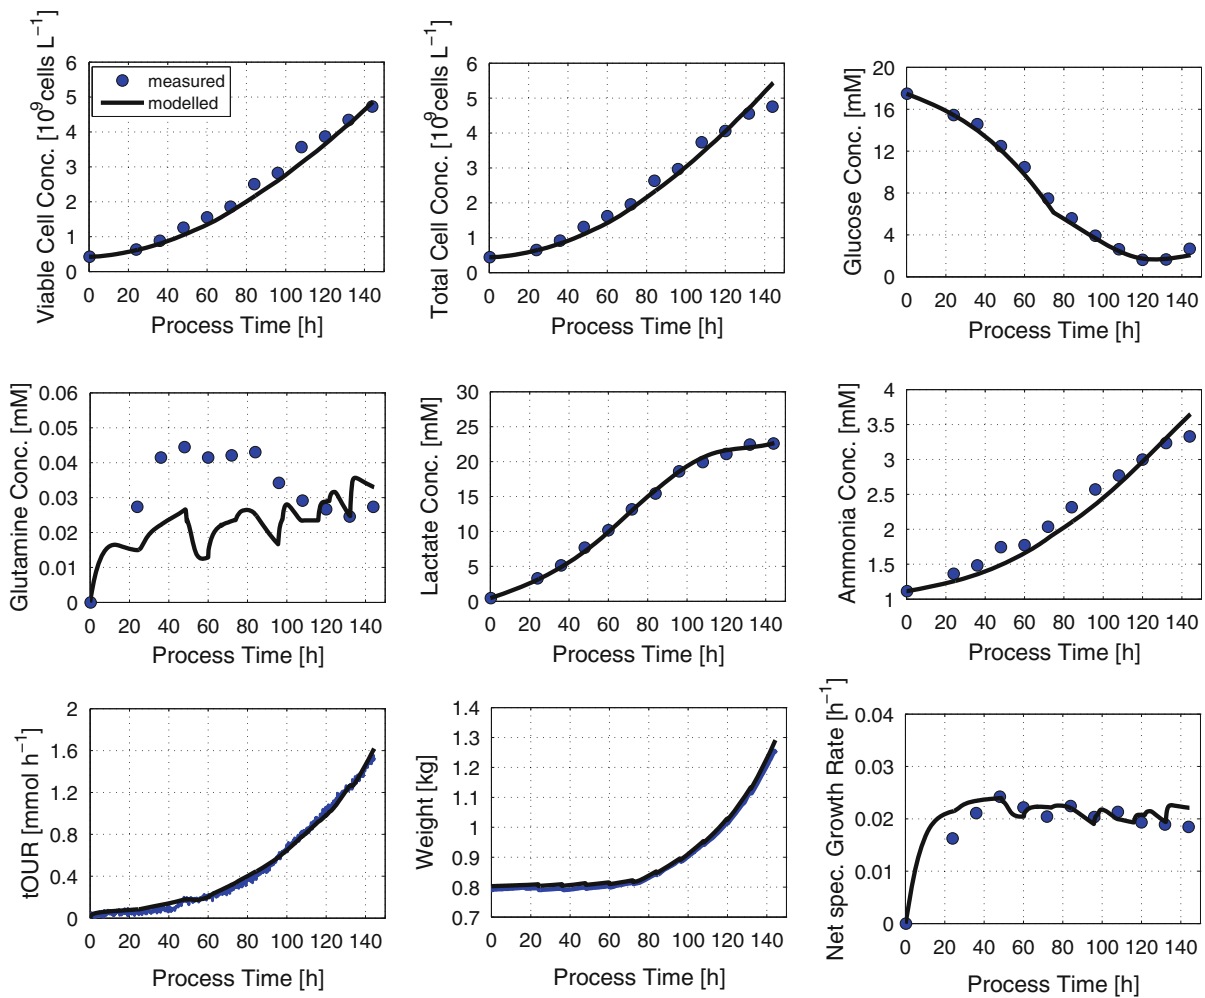 Viable Cell Conc. [10⁹ cells L⁻¹]
6
5
4
3
2
1
0
measured
modelled
0 20 40 60 80 100 120 140
Process Time [h]
Total Cell Conc. [10⁹ cells L⁻¹]
6
5
4
3
2
1
0
0 20 40 60 80 100 120 140
Process Time [h]
Glucose Conc. [mM]
20
16
12
8
4
0
0 20 40 60 80 100 120 140
Process Time [h]
Glutamine Conc. [mM]
0.06
0.05
0.04
0.03
0.02
0.01
0
0 20 40 60 80 100 120 140
Process Time [h]
Lactate Conc. [mM]
30
25
20
15
10
5
0
0 20 40 60 80 100 120 140
Process Time [h]
Ammonia Conc. [mM]
4
3.5
3
2.5
2
1.5
1
0 20 40 60 80 100 120 140
Process Time [h]
tOUR [mmol h⁻¹]
2
1.6
1.2
0.8
0.4
0
0 20 40 60 80 100 120 140
Process Time [h]
Weight [kg]
1.4
1.3
1.2
1.1
1
0.9
0.8
0.7
0 20 40 60 80 100 120 140
Process Time [h]
Net spec. Growth Rate [h⁻¹]
0.04
0.03
0.02
0.01
0
0 20 40 60 80 100 120 140
Process Time [h]